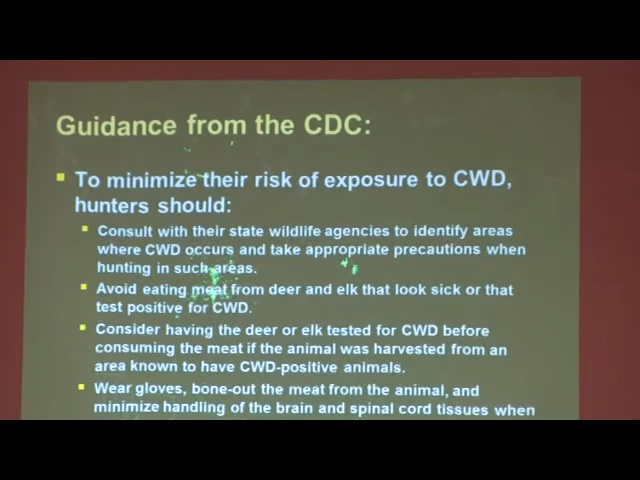 Guidance from the CDC:
To minimize their risk of exposure to CWD,
hunters should:
Consult with their state wildlife agencies to identify areas
where CWD occurs and take appropriate precautions when
hunting in such areas.
Avoid eating meat from deer and elk that look sick or that
test positive for CWD.
Consider having the deer or elk tested for CWD before
consuming the meat if the animal was harvested from an
area known to have CWD-positive animals.
Wear gloves, bone-out the meat from the animal, and
minimize handling of the brain and spinal cord tissues when